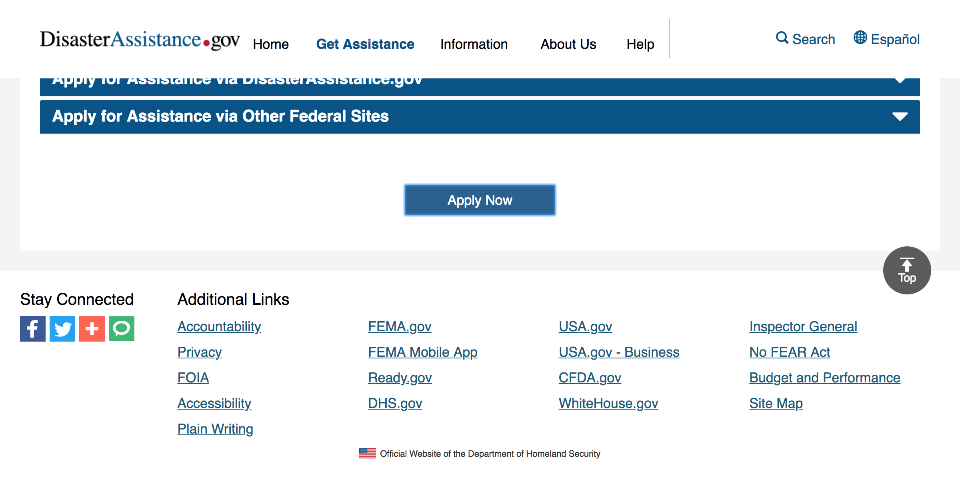 DisasterAssistance.gov Home Get Assistance Information About Us Help Search Español
Apply for Assistance via DisasterAssistance.gov
Apply for Assistance via Other Federal Sites
Apply Now
Top
Stay Connected
Additional Links
Accountability FEMA.gov USA.gov Inspector General
Privacy FEMA Mobile App USA.gov - Business No FEAR Act
FOIA Ready.gov CFDA.gov Budget and Performance
Accessibility DHS.gov WhiteHouse.gov Site Map
Plain Writing
Official Website of the Department of Homeland Security